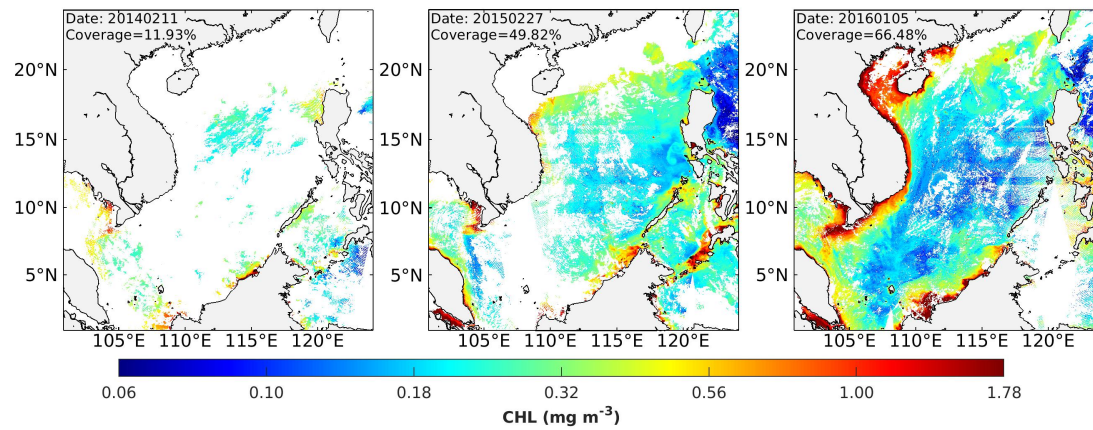 Date: 20140211
Coverage=11.93%
Date: 20150227
Coverage=49.82%
Date: 20160105
Coverage=66.48%
20°N
15°N
10°N
5°N
20°N
15°N
10°N
5°N
20°N
15°N
10°N
5°N
105°E 110°E 115°E 120°E
105°E 110°E 115°E 120°E
105°E 110°E 115°E 120°E
0.06 0.10 0.18 0.32 0.56 1.00 1.78
CHL (mg m⁻³)